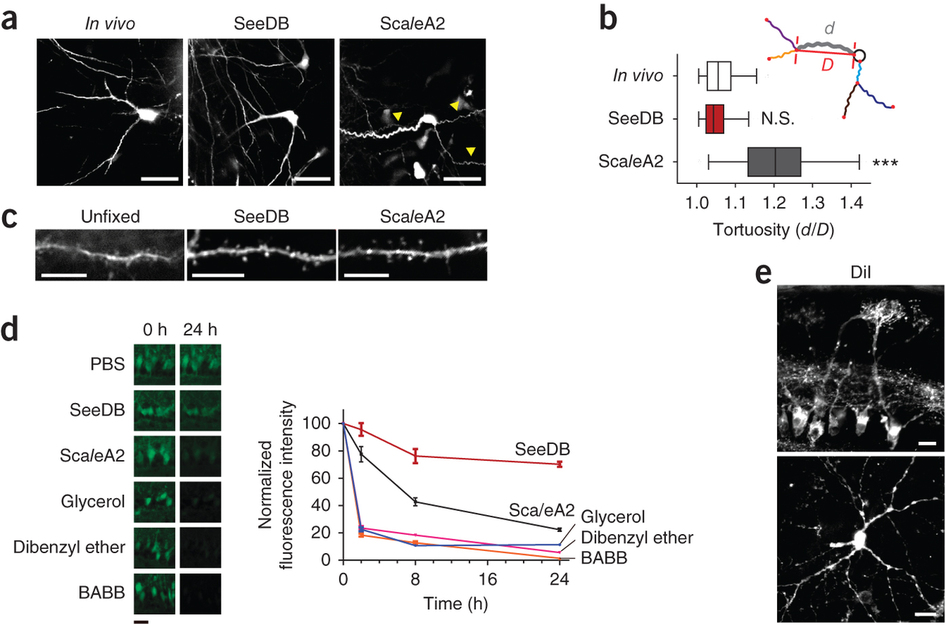 a
In vivo
SeeDB
ScaleA2
b
d
D
In vivo
SeeDB
N.S.
ScaleA2
***
1.0 1.1 1.2 1.3 1.4
Tortuosity (d/D)
c
Unfixed
SeeDB
ScaleA2
d
0 h 24 h
PBS
SeeDB
ScaleA2
Glycerol
Dibenzyl ether
BABB
Normalized
fluorescence intensity
100
80
60
40
20
0
0 8 16 24
Time (h)
SeeDB
ScaleA2
Glycerol
Dibenzyl ether
BABB
e
DiI